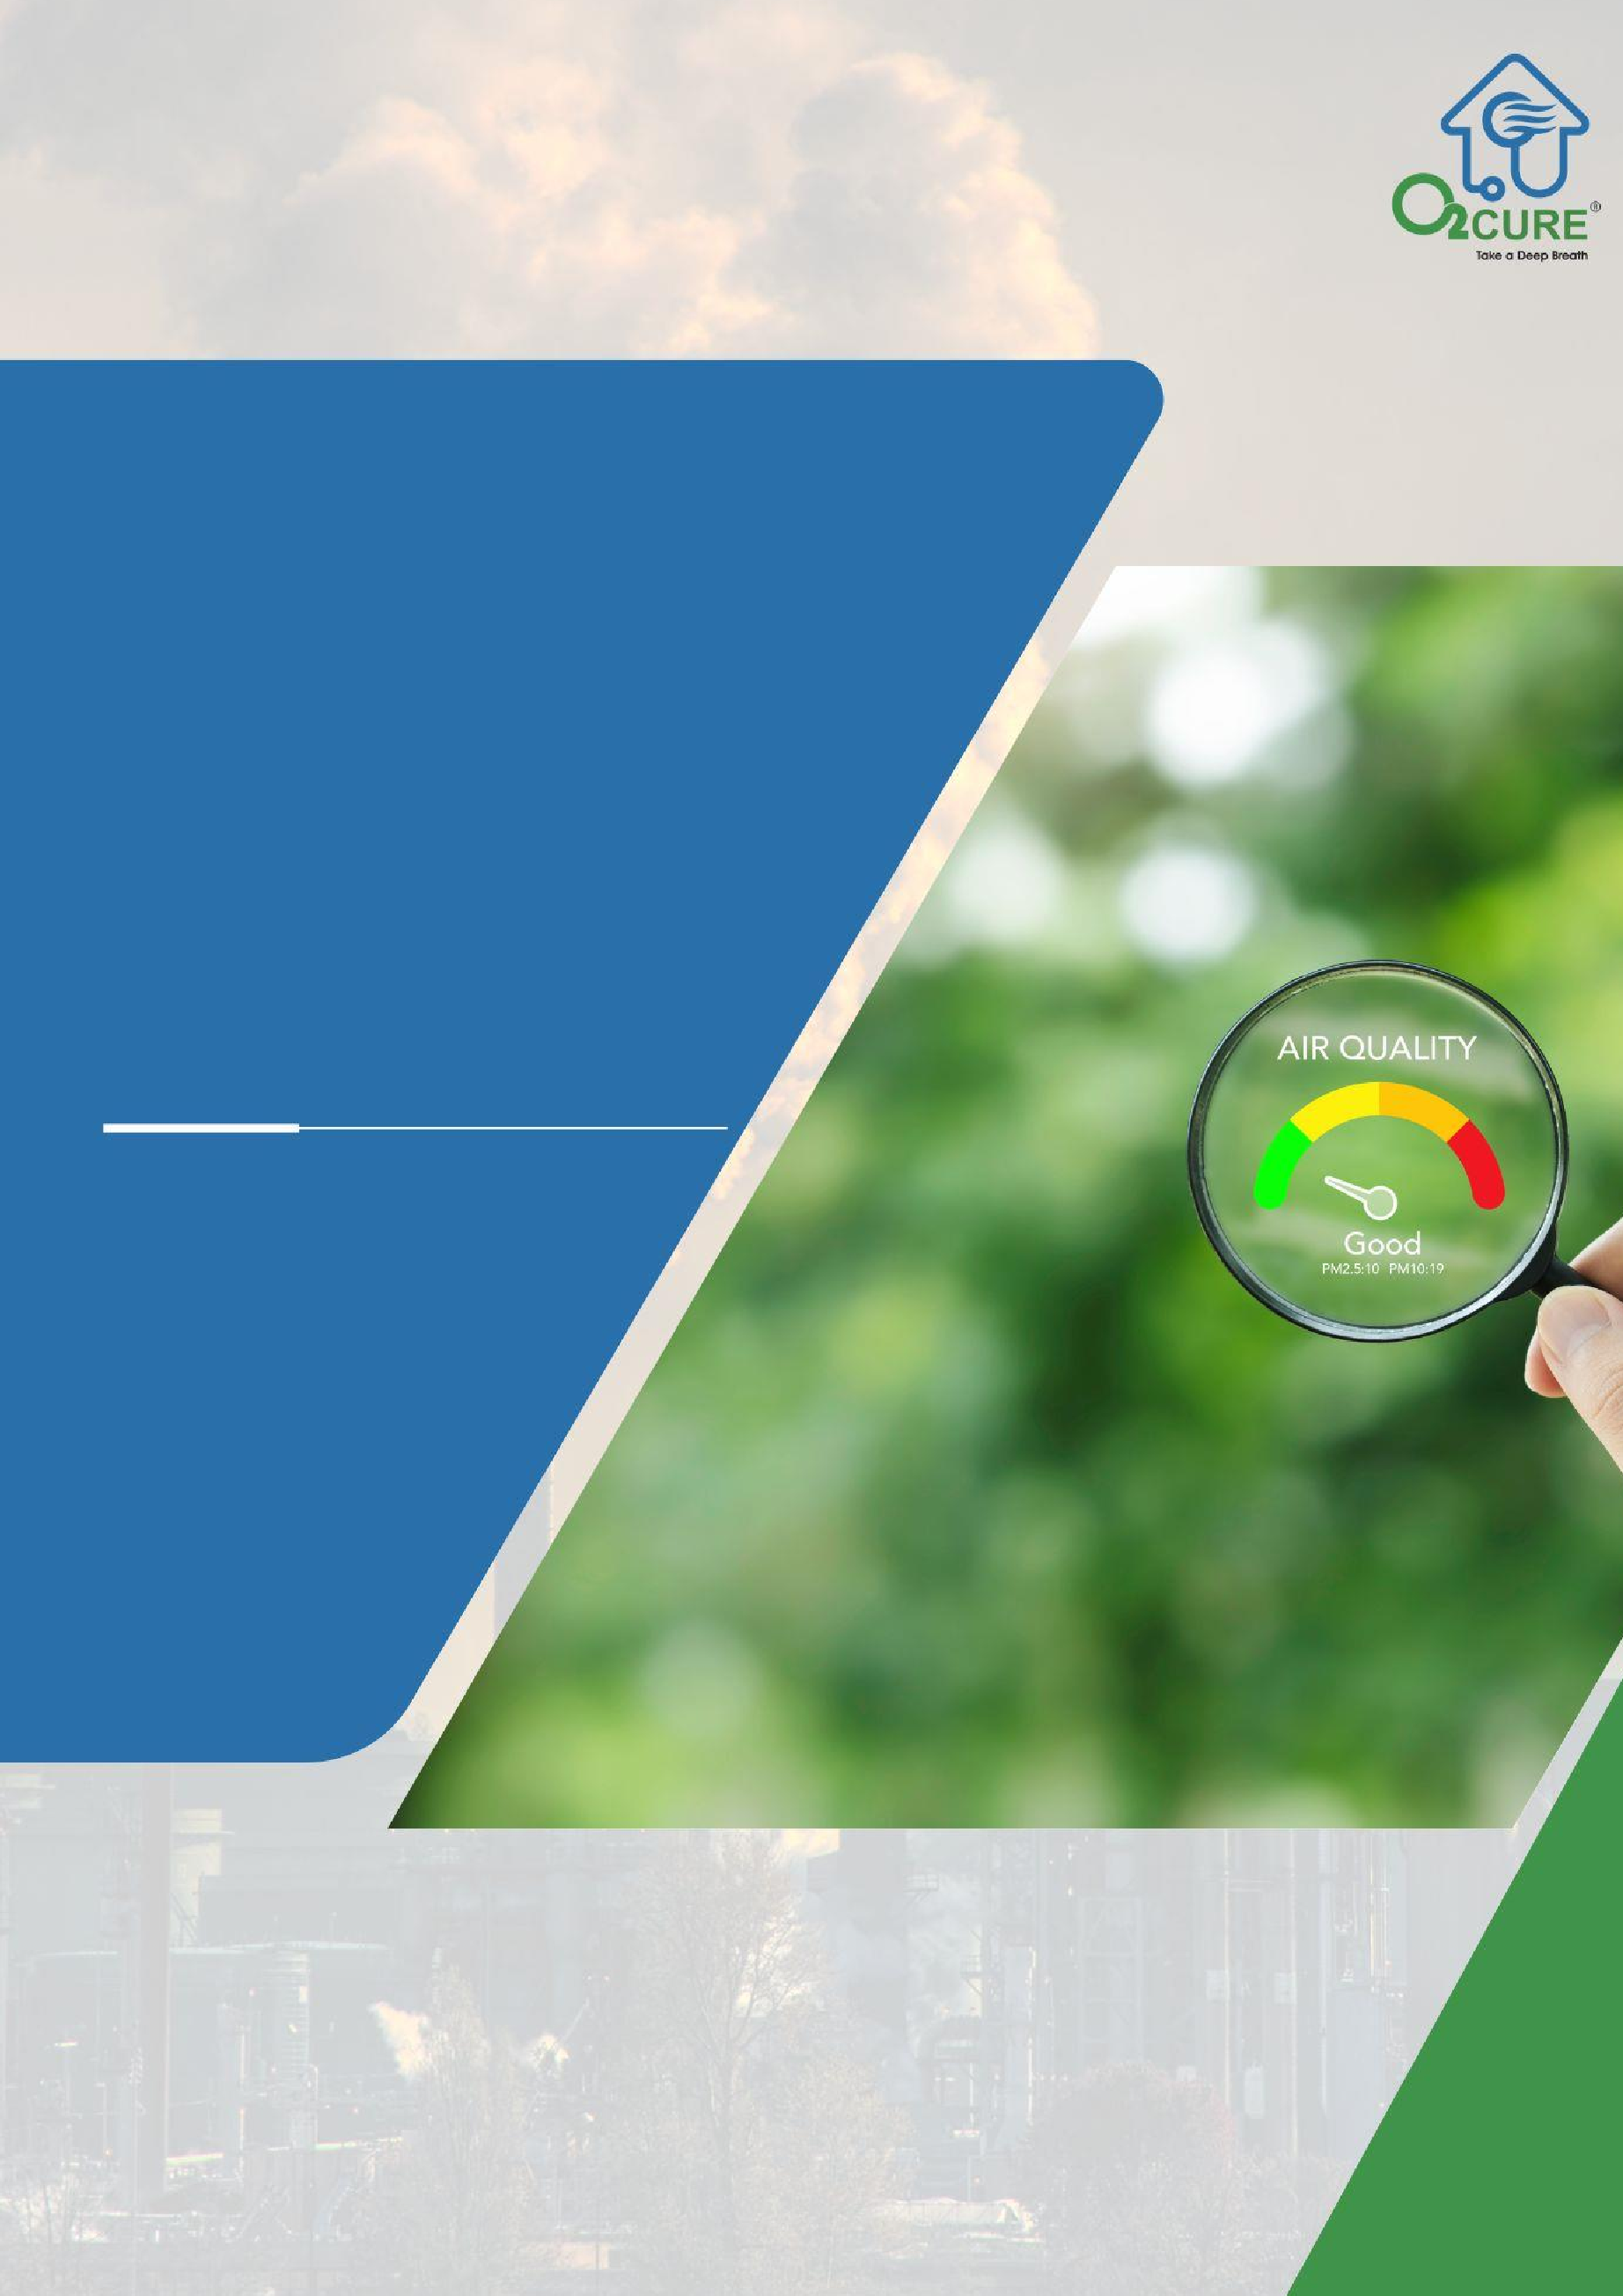 O2CURE®
Take a Deep Breath
AIR QUALITY
Good
PM2.5:10 PM10:19